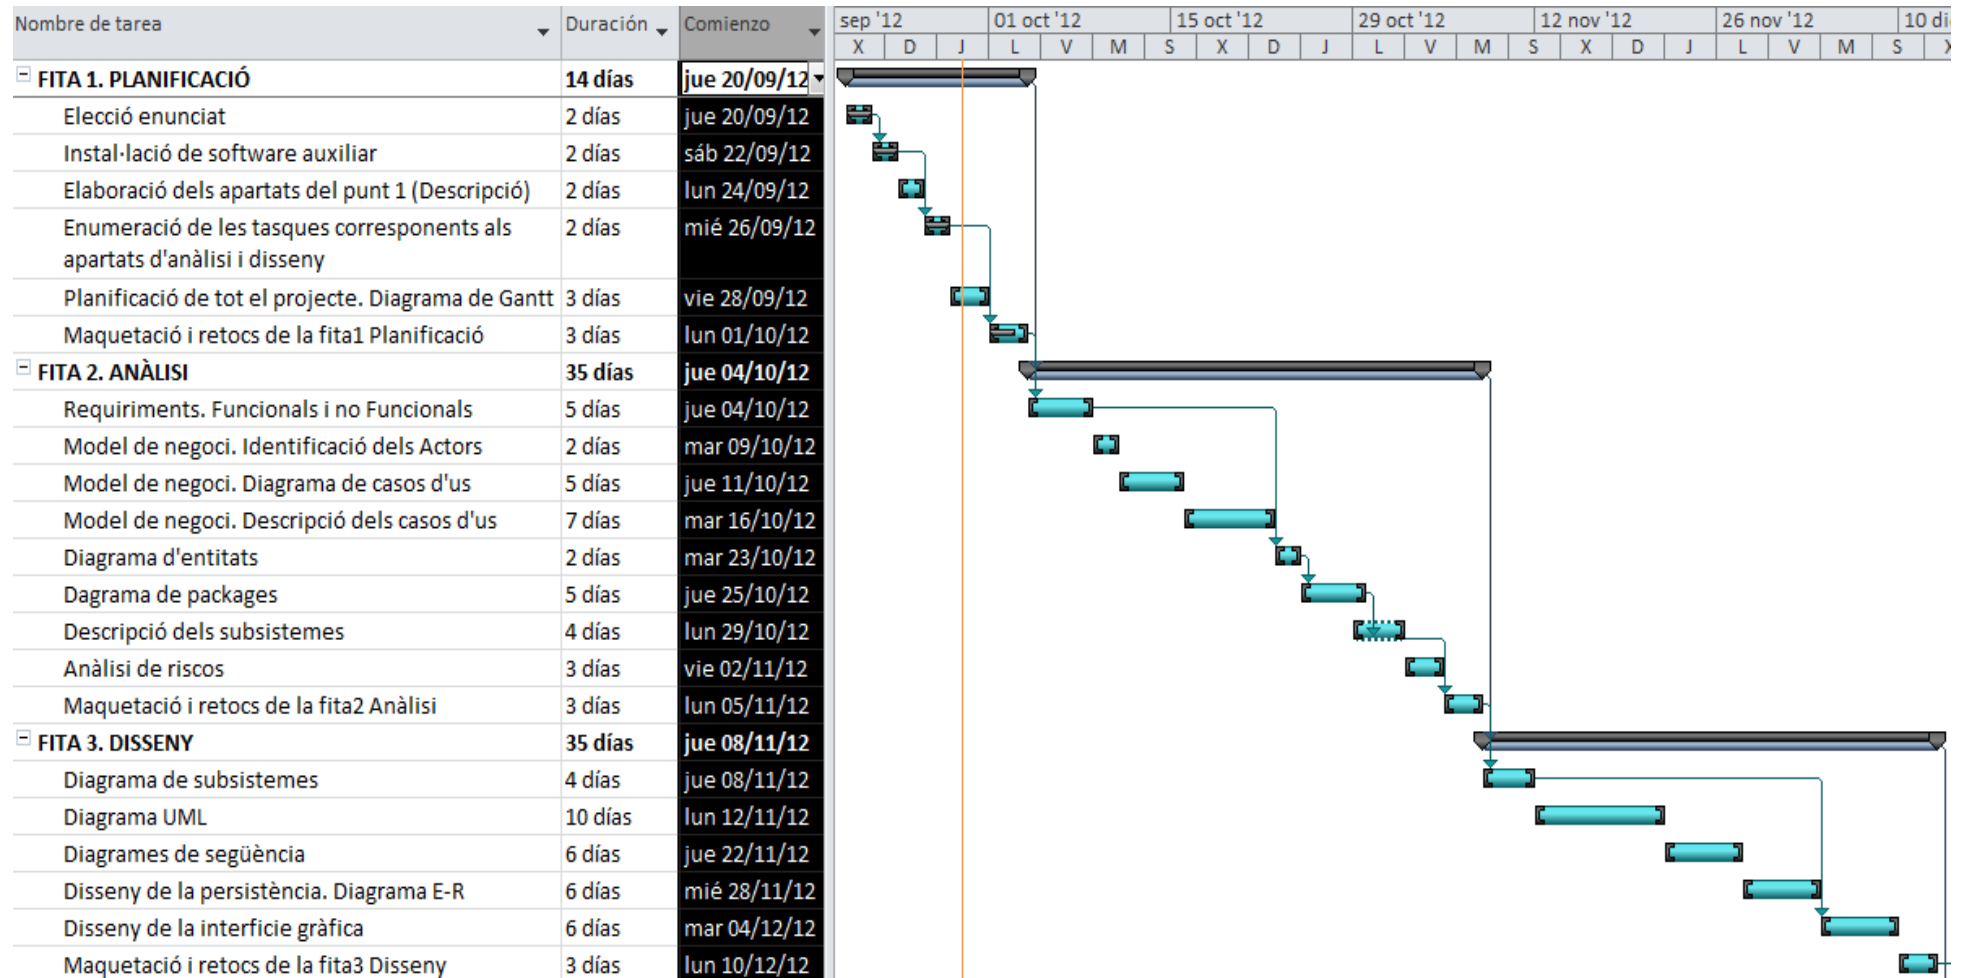 Nombre de tarea Duración Comienzo sep '12 01 oct '12 15 oct '12 29 oct '12 12 nov '12 26 nov '12 10 di
X D J L V M S X D J L V M S X D J L V M S X
FITA 1. PLANIFICACIÓ 14 días jue 20/09/12
Elecció enunciat 2 días jue 20/09/12
Instal·lació de software auxiliar 2 días sáb 22/09/12
Elaboració dels apartats del punt 1 (Descripció) 2 días lun 24/09/12
Enumeració de les tasques corresponents als 2 días mié 26/09/12
apartats d'anàlisi i disseny
Planificació de tot el projecte. Diagrama de Gantt 3 días vie 28/09/12
Maquetació i retocs de la fita1 Planificació 3 días lun 01/10/12
FITA 2. ANÀLISI 35 días jue 04/10/12
Requiriments. Funcionals i no Funcionals 5 días jue 04/10/12
Model de negoci. Identificació dels Actors 2 días mar 09/10/12
Model de negoci. Diagrama de casos d'us 5 días jue 11/10/12
Model de negoci. Descripció dels casos d'us 7 días mar 16/10/12
Diagrama d'entitats 2 días mar 23/10/12
Dagrama de packages 5 días jue 25/10/12
Descripció dels subsistemes 4 días lun 29/10/12
Anàlisi de riscos 3 días vie 02/11/12
Maquetació i retocs de la fita2 Anàlisi 3 días lun 05/11/12
FITA 3. DISSENY 35 días jue 08/11/12
Diagrama de subsistemes 4 días jue 08/11/12
Diagrama UML 10 días lun 12/11/12
Diagrames de següència 6 días jue 22/11/12
Disseny de la persistència. Diagrama E-R 6 días mié 28/11/12
Disseny de la interficie gràfica 6 días mar 04/12/12
Maquetació i retocs de la fita3 Disseny 3 días lun 10/12/12